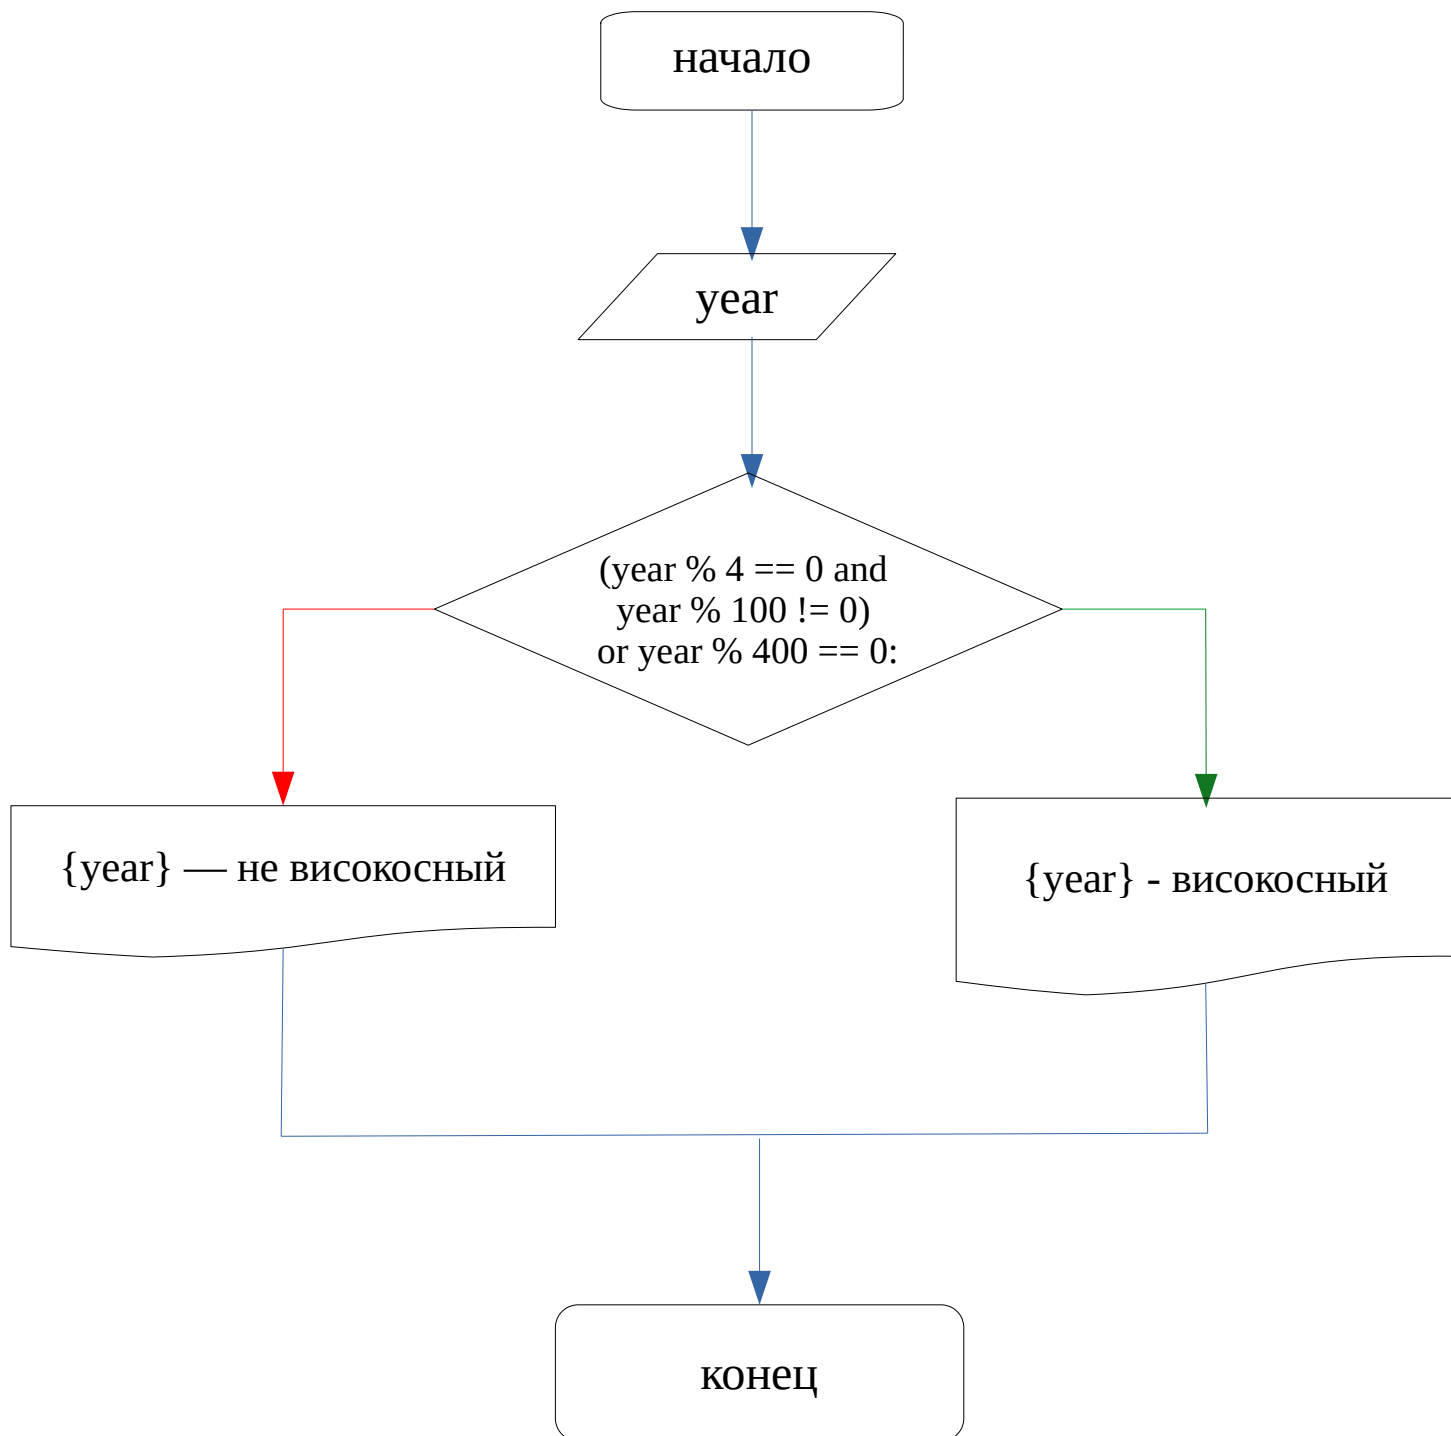 начало
year
(year % 4 == 0 and
year % 100 != 0)
or year % 400 == 0:
{year} — не високосный
{year} - високосный
конец